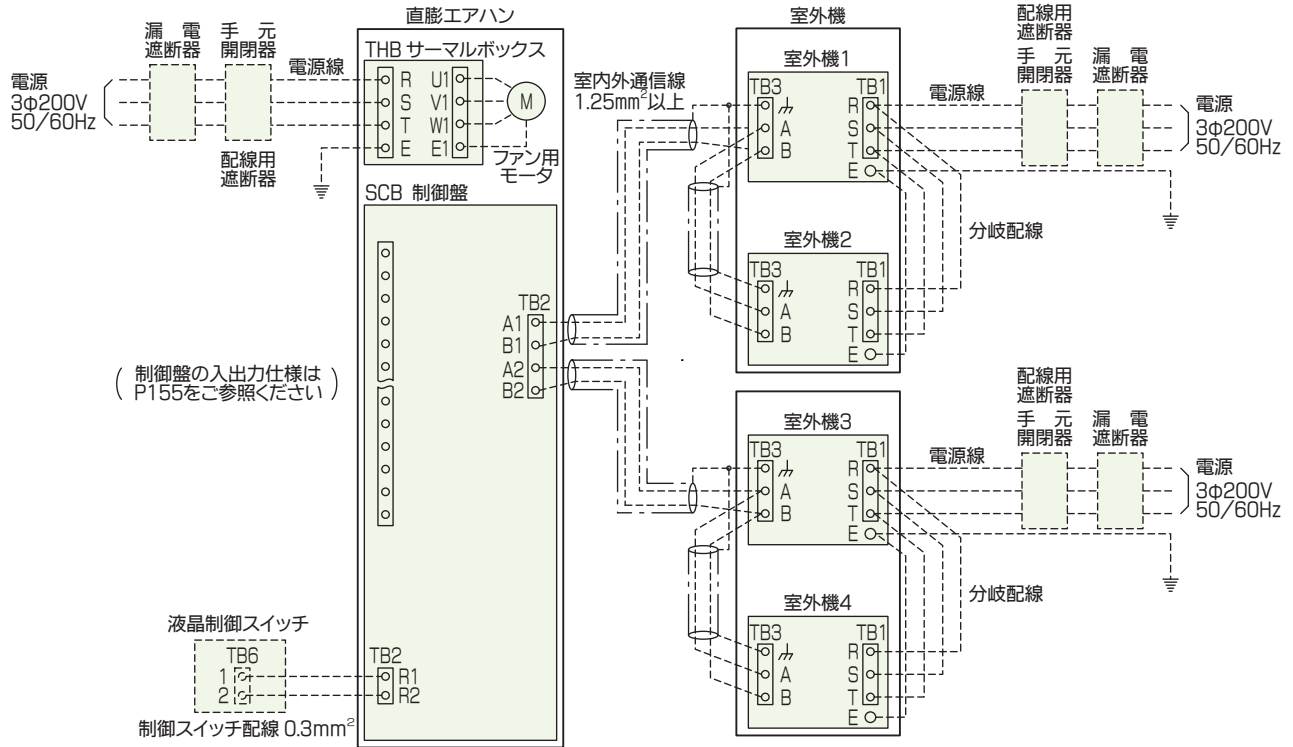 直膨エアハン
漏 電
遮断器
手 元
開閉器
電源線
電源
3φ200V
50/60Hz
配線用
遮断器
THB サーマルボックス
R U1
S V1
T W1
E E1
M
ファン用
モータ
SCB 制御盤
TB2
A1
B1
A2
B2
( 制御盤の入出力仕様は
P155をご参照ください )
液晶制御スイッチ
TB6
1
2
TB2
R1
R2
制御スイッチ配線 0.3mm²
室内外通信線
1.25mm²以上
室外機
室外機1
TB3
A
B
TB1
R
S
T
E
電源線
配線用
遮断器
手 元
開閉器
漏 電
遮断器
電源
3φ200V
50/60Hz
分岐配線
室外機2
TB3
A
B
TB1
R
S
T
E
室外機3
TB3
A
B
TB1
R
S
T
E
電源線
配線用
遮断器
手 元
開閉器
漏 電
遮断器
電源
3φ200V
50/60Hz
分岐配線
室外機4
TB3
A
B
TB1
R
S
T
E